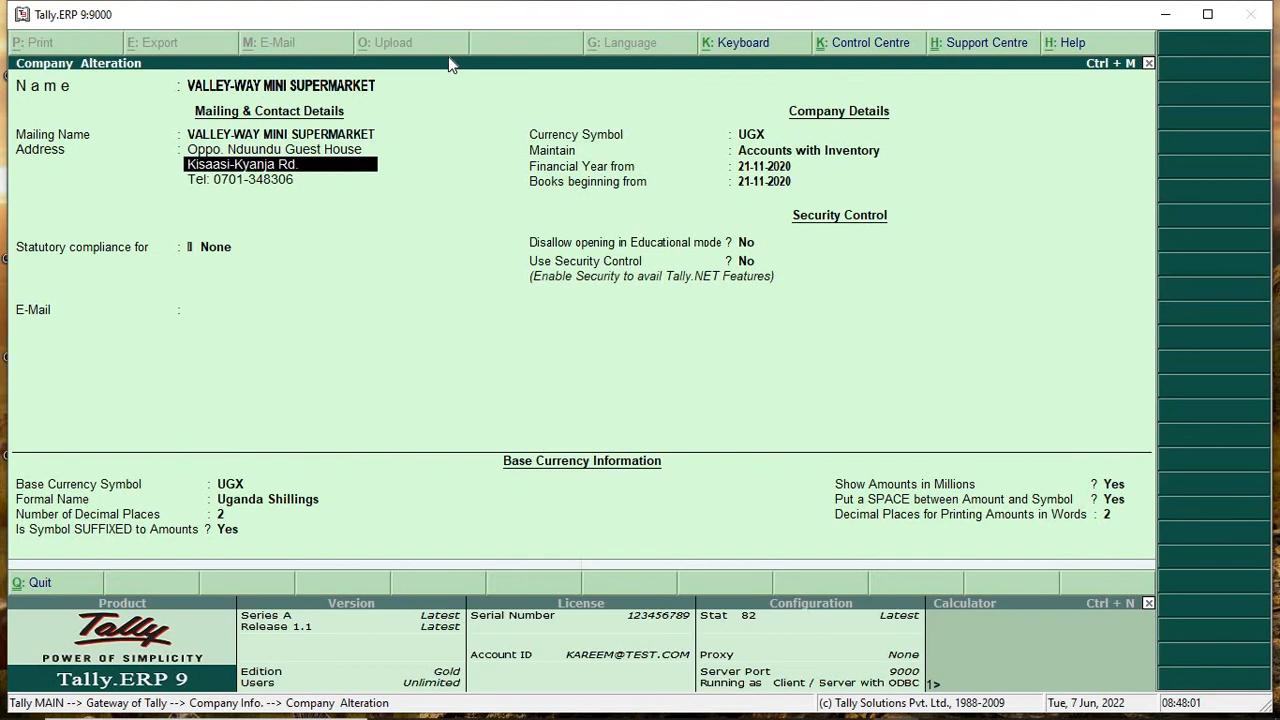 Tally.ERP 9:9000
P: Print E: Export M: E-Mail O: Upload G: Language K: Keyboard K: Control Centre H: Support Centre H: Help
Company Alteration Ctrl + M
Name : VALLEY-WAY MINI SUPERMARKET
Mailing & Contact Details
Mailing Name : VALLEY-WAY MINI SUPERMARKET
Address : Oppo. Nduundu Guest House
Kisaasi-Kyanja Rd.
Tel: 0701-348306
Statutory compliance for : None
E-Mail :
Company Details
Currency Symbol : UGX
Maintain : Accounts with Inventory
Financial Year from : 21-11-2020
Books beginning from : 21-11-2020
Security Control
Disallow opening in Educational mode ? No
Use Security Control ? No
(Enable Security to avail Tally.NET Features)
Base Currency Information
Base Currency Symbol : UGX
Formal Name : Uganda Shillings
Number of Decimal Places : 2
Is Symbol SUFFIXED to Amounts ? Yes
Show Amounts in Millions ? Yes
Put a SPACE between Amount and Symbol ? Yes
Decimal Places for Printing Amounts in Words : 2
Q: Quit
Product
Tally
POWER OF SIMPLICITY
Tally.ERP 9
Version
Series A Latest
Release 1.1 Latest
Edition Gold
Users Unlimited
License
Serial Number 123456789
Account ID KAREEM@TEST.COM
Configuration
Stat 82 Latest
Proxy None
Server Port 9000
Running as Client / Server with ODBC
Calculator Ctrl + N
1>
Tally MAIN --> Gateway of Tally --> Company Info. --> Company Alteration (c) Tally Solutions Pvt. Ltd., 1988-2009 Tue, 7 Jun, 2022 08:48:01